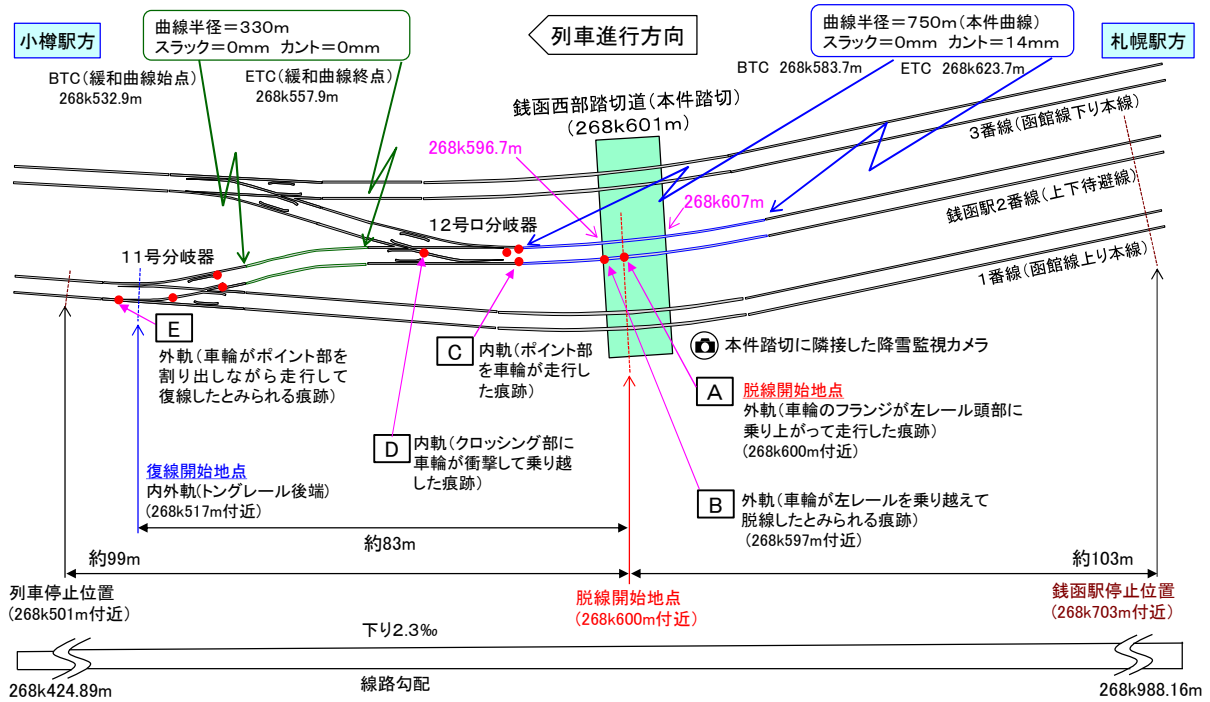 小樽駅方
曲線半径＝330m
スラック＝0mm カント＝0mm
列車進行方向
曲線半径＝750m(本件曲線)
スラック＝0mm カント＝14mm
札幌駅方
BTC(緩和曲線始点)
268k532.9m
ETC(緩和曲線終点)
268k557.9m
BTC 268k583.7m
ETC 268k623.7m
銭函西部踏切道(本件踏切)
(268k601m)
268k596.7m
268k607m
3番線(函館線下り本線)
銭函駅2番線(上下待避線)
1番線(函館線上り本線)
12号ロ分岐器
11号分岐器
E
外軌(車輪がポイント部を
割り出しながら走行して
復線したとみられる痕跡)
C
内軌(ポイント部
を車輪が走行し
た痕跡)
本件踏切に隣接した降雪監視カメラ
A
脱線開始地点
外軌(車輪のフランジが左レール頭部に
乗り上がって走行した痕跡)
(268k600m付近)
D
内軌(クロッシング部に
車輪が衝撃して乗り越
した痕跡)
B
外軌(車輪が左レールを乗り越えて
脱線したとみられる痕跡)
(268k597m付近)
復線開始地点
内外軌(トングレール後端)
(268k517m付近)
約83m
約99m
約103m
列車停止位置
(268k501m付近)
脱線開始地点
(268k600m付近)
銭函駅停止位置
(268k703m付近)
下り2.3‰
268k424.89m
線路勾配
268k988.16m